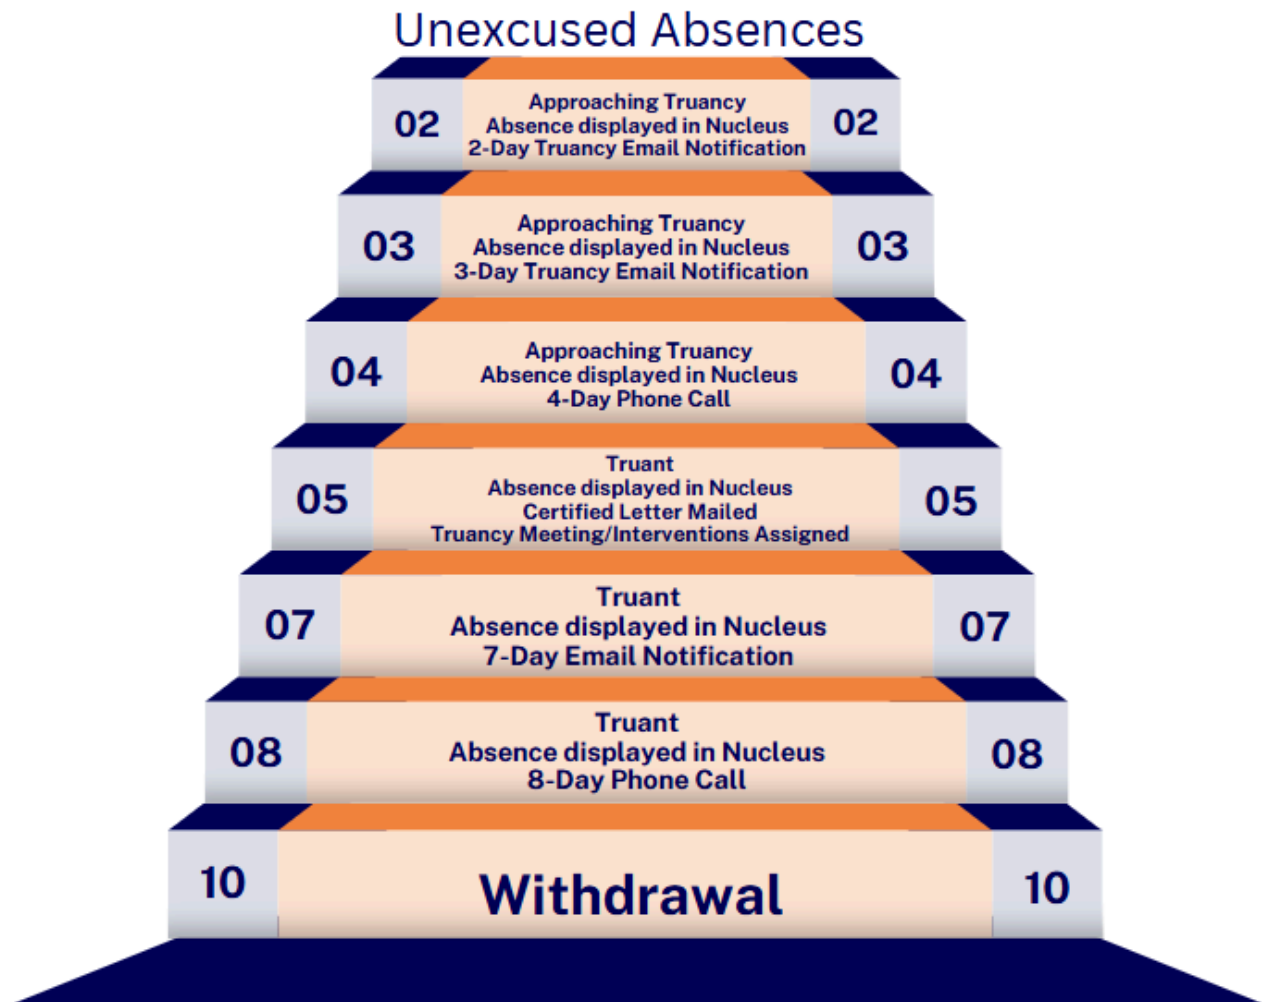 Unexcused Absences
02
Approaching Truancy
Absence displayed in Nucleus
2-Day Truancy Email Notification
02
03
Approaching Truancy
Absence displayed in Nucleus
3-Day Truancy Email Notification
03
04
Approaching Truancy
Absence displayed in Nucleus
4-Day Phone Call
04
05
Truant
Absence displayed in Nucleus
Certified Letter Mailed
Truancy Meeting/Interventions Assigned
05
07
Truant
Absence displayed in Nucleus
7-Day Email Notification
07
08
Truant
Absence displayed in Nucleus
8-Day Phone Call
08
10
Withdrawal
10